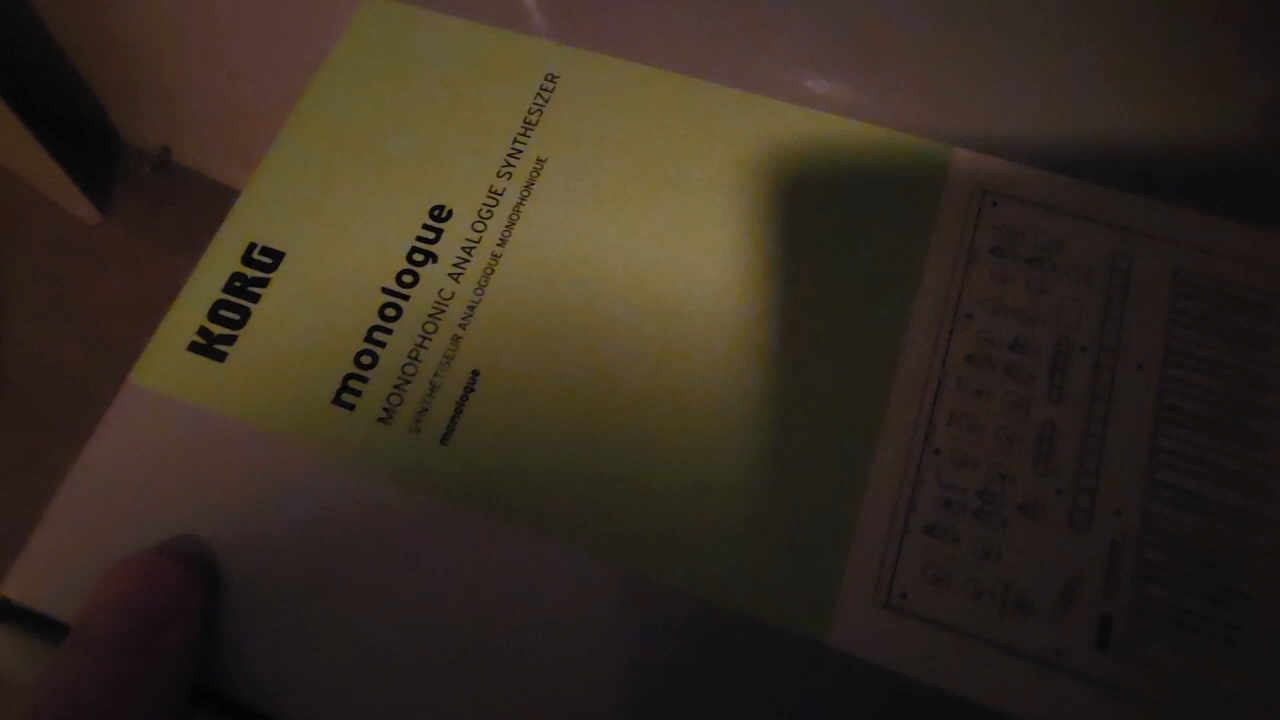 KORG
monologue
MONOPHONIC ANALOGUE SYNTHESIZER
SYNTHÉTISEUR ANALOGIQUE MONOPHONIQUE
monologue